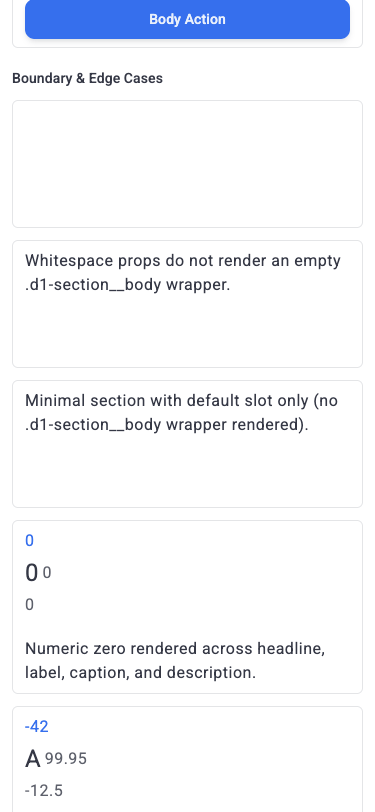 Body Action
Boundary & Edge Cases
Whitespace props do not render an empty
.d1-section__body wrapper.
Minimal section with default slot only (no
.d1-section__body wrapper rendered).
0
0 0
0
Numeric zero rendered across headline,
label, caption, and description.
-42
A 99.95
-12.5